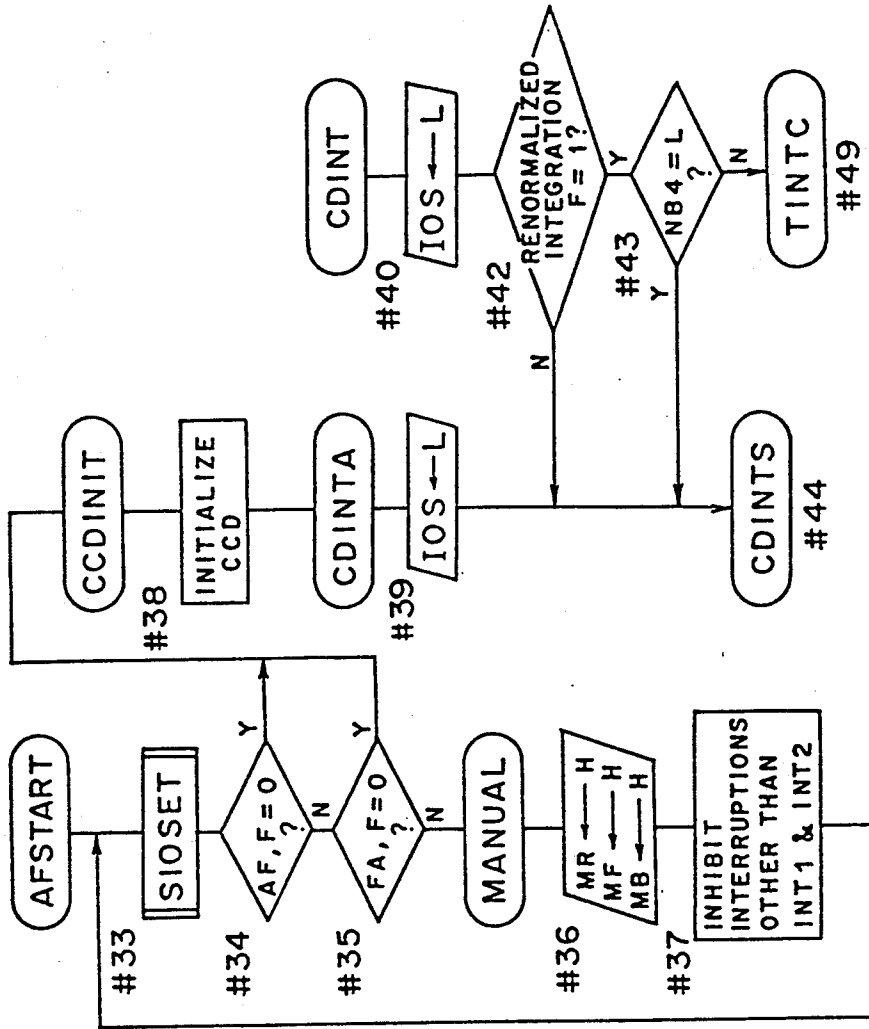 AFSTART
#33
SIOSET
#34
AF, F=0
?
Y
N
#35
FA, F=0
?
Y
N
MANUAL
#36
MR ← H
MF ← H
MB ← H
#37
INHIBIT
INTERRUPTIONS
OTHER THAN
INT1 & INT2
CCDINIT
#38
INITIALIZE
CCD
CDINTA
#39
IOS ← L
CDINTS
#44
CDINT
#40
IOS ← L
#42
RENORMALIZED
INTEGRATION
F=1?
N
Y
#43
NB4=L
?
Y
N
TINTC
#49